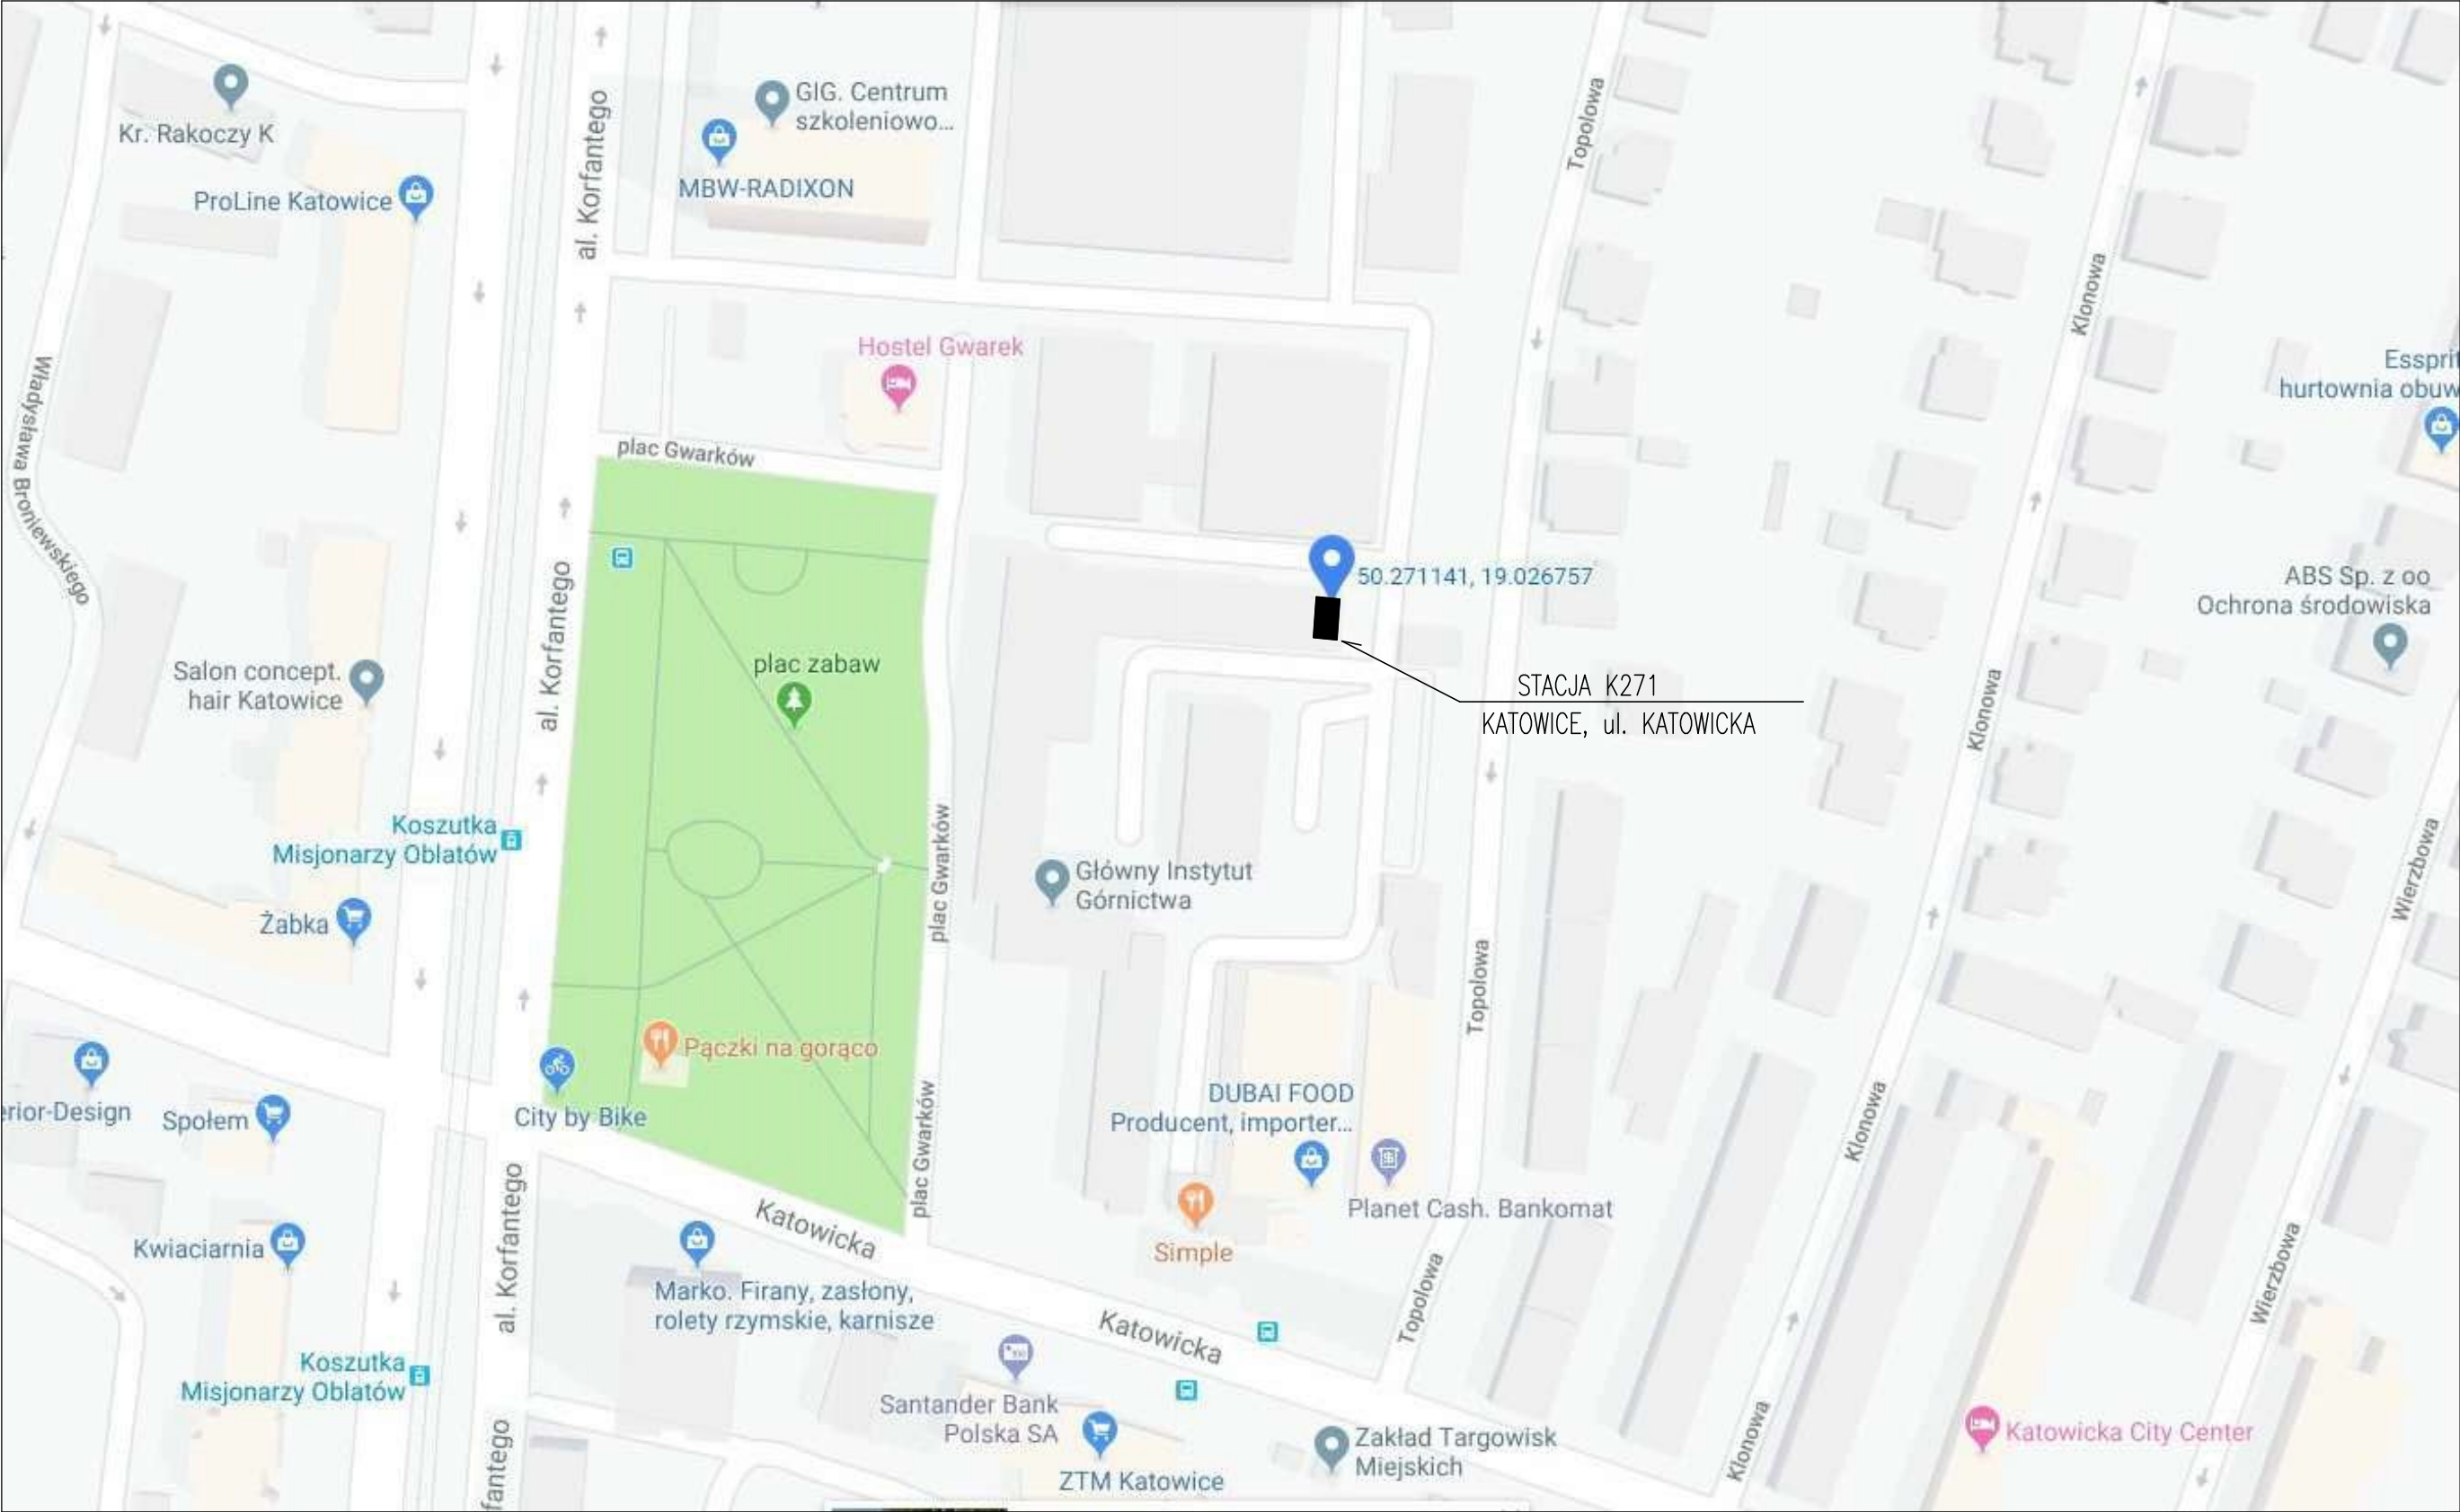 GIG. Centrum
szkoleniowo...
Kr. Rakoczy K
MBW-RADIXON
ProLine Katowice
al. Korfantego
Topolowa
Klonowa
Hostel Gwarek
Essprit
hurtownia obuw
Władysława Broniewskiego
plac Gwarków
50.271141, 19.026757
ABS Sp. z oo
Ochrona środowiska
al. Korfantego
plac zabaw
Salon concept.
hair Katowice
STACJA K271
KATOWICE, ul. KATOWICKA
Klonowa
Koszutka
Misjonarzy Oblatów
plac Gwarków
Główny Instytut
Górnictwa
Wierzbowa
Żabka
Topolowa
Pączki na gorąco
erior-Design
Społem
City by Bike
DUBAI FOOD
Producent, importer...
Klonowa
plac Gwarków
Planet Cash. Bankomat
Katowicka
Kwiaciarnia
al. Korfantego
Simple
Wierzbowa
Marko. Firany, zasłony,
rolety rzymskie, karnisze
Topolowa
Katowicka
Koszutka
Misjonarzy Oblatów
Santander Bank
Polska SA
Zakład Targowisk
Miejskich
Klonowa
Katowicka City Center
ZTM Katowice
fantego